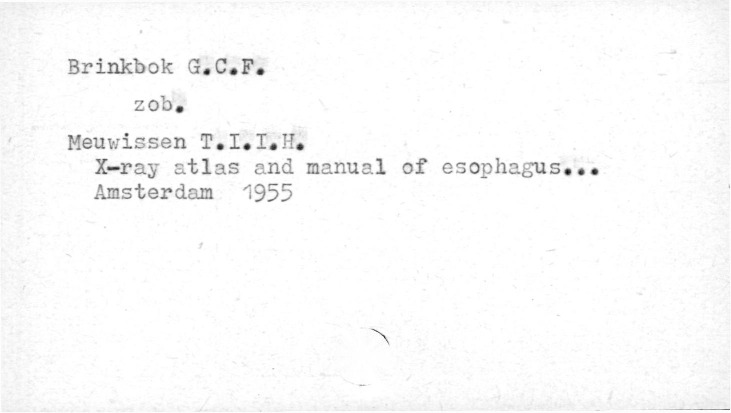 Brinkbok G.C.F.
zob.
Meuwissen T.I.I.H.
X-ray atlas and manual of esophagus...
Amsterdam 1955